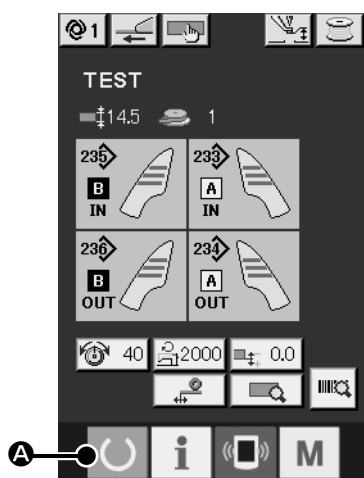 1
TEST
14.5 1
235 233
B A
IN IN
236 234
B A
OUT OUT
40 2000 0.0
A i M